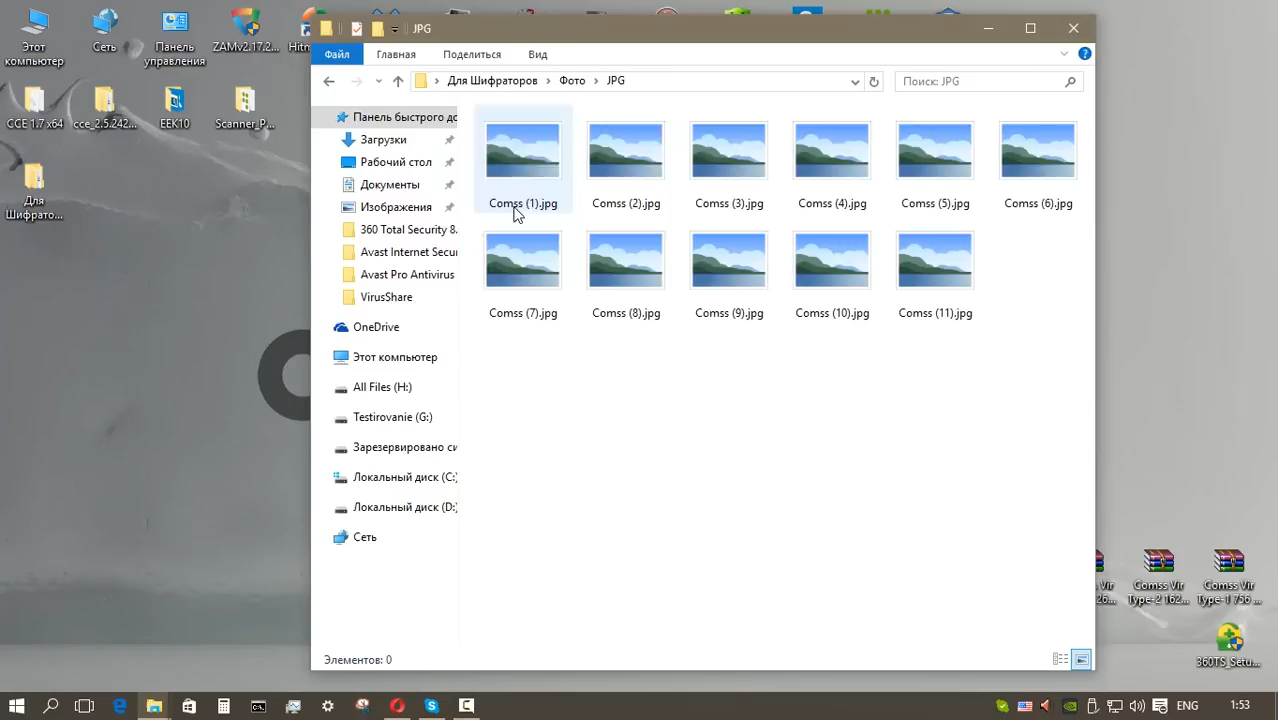 JPG
Файл
Главная
Поделиться
Вид
Для Шифраторов
Фото
JPG
Поиск: JPG
Этот компьютер
Сеть
Панель управления
ZAMv2.17.2...
CCE 1.7 x64
cce_2.5.242...
EEK10
Scanner_P...
Для Шифрато...
Панель быстрого до
Загрузки
Рабочий стол
Документы
Изображения
360 Total Security 8.
Avast Internet Secur
Avast Pro Antivirus
VirusShare
OneDrive
Этот компьютер
All Files (H:)
Testirovanie (G:)
Зарезервировано си
Локальный диск (C:)
Локальный диск (D:)
Сеть
Comss (1).jpg
Comss (2).jpg
Comss (3).jpg
Comss (4).jpg
Comss (5).jpg
Comss (6).jpg
Comss (7).jpg
Comss (8).jpg
Comss (9).jpg
Comss (10).jpg
Comss (11).jpg
Comss Vir Type-2 162...
Comss Vir Type-1 756 ...
360TS_Setu...
Элементов: 0
ENG
1:53